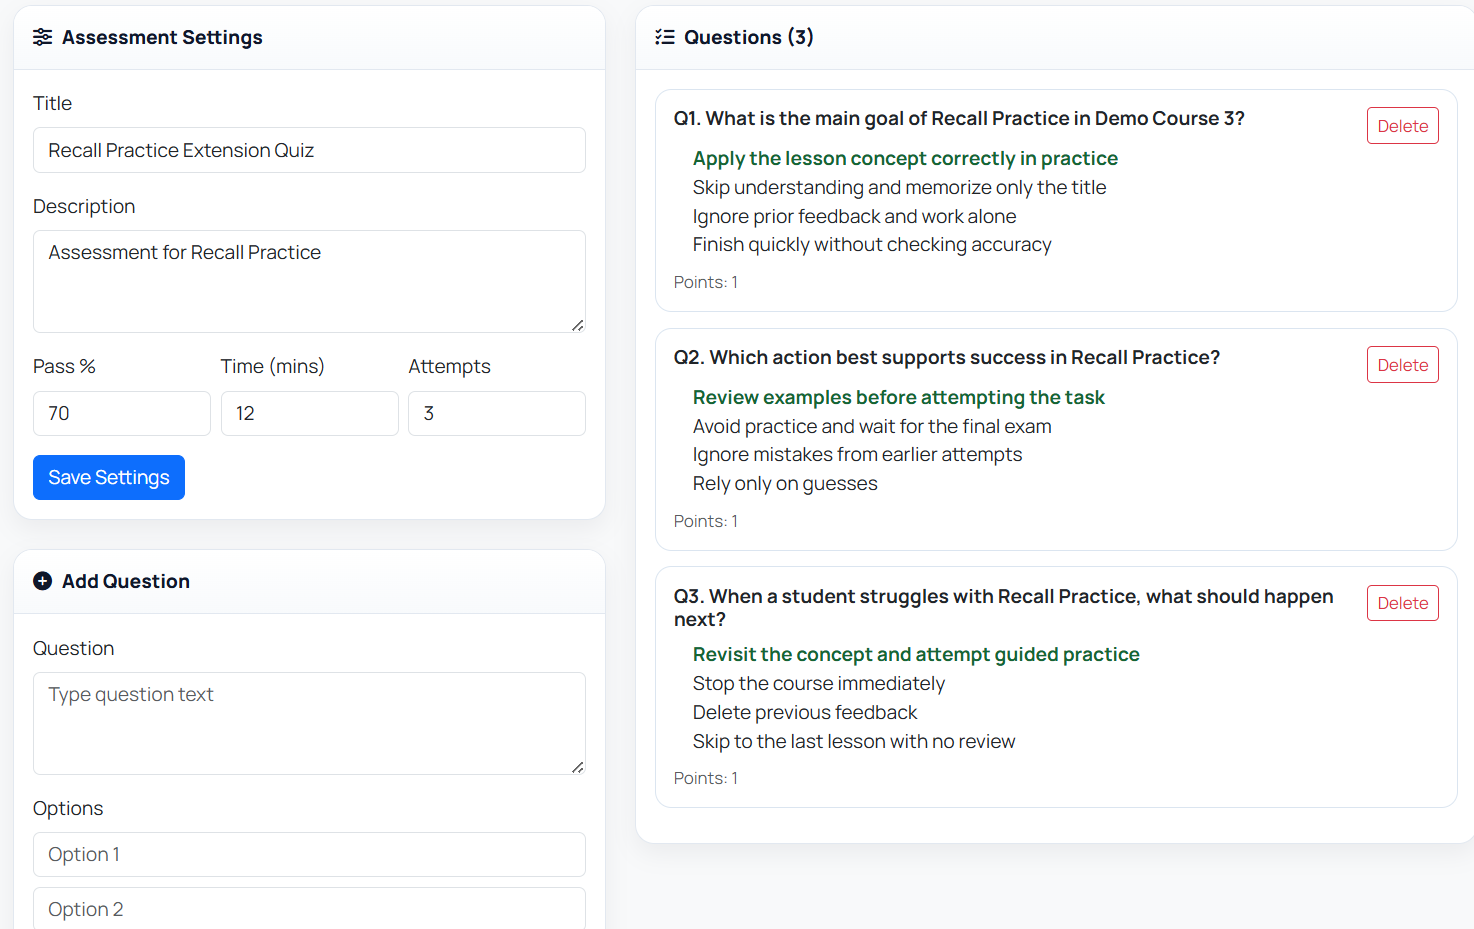 Assessment Settings
Title
Recall Practice Extension Quiz
Description
Assessment for Recall Practice
Pass %
Time (mins)
Attempts
70
12
3
Save Settings
Add Question
Question
Type question text
Options
Option 1
Option 2
Questions (3)
Q1. What is the main goal of Recall Practice in Demo Course 3?
Delete
Apply the lesson concept correctly in practice
Skip understanding and memorize only the title
Ignore prior feedback and work alone
Finish quickly without checking accuracy
Points: 1
Q2. Which action best supports success in Recall Practice?
Delete
Review examples before attempting the task
Avoid practice and wait for the final exam
Ignore mistakes from earlier attempts
Rely only on guesses
Points: 1
Q3. When a student struggles with Recall Practice, what should happen
next?
Delete
Revisit the concept and attempt guided practice
Stop the course immediately
Delete previous feedback
Skip to the last lesson with no review
Points: 1